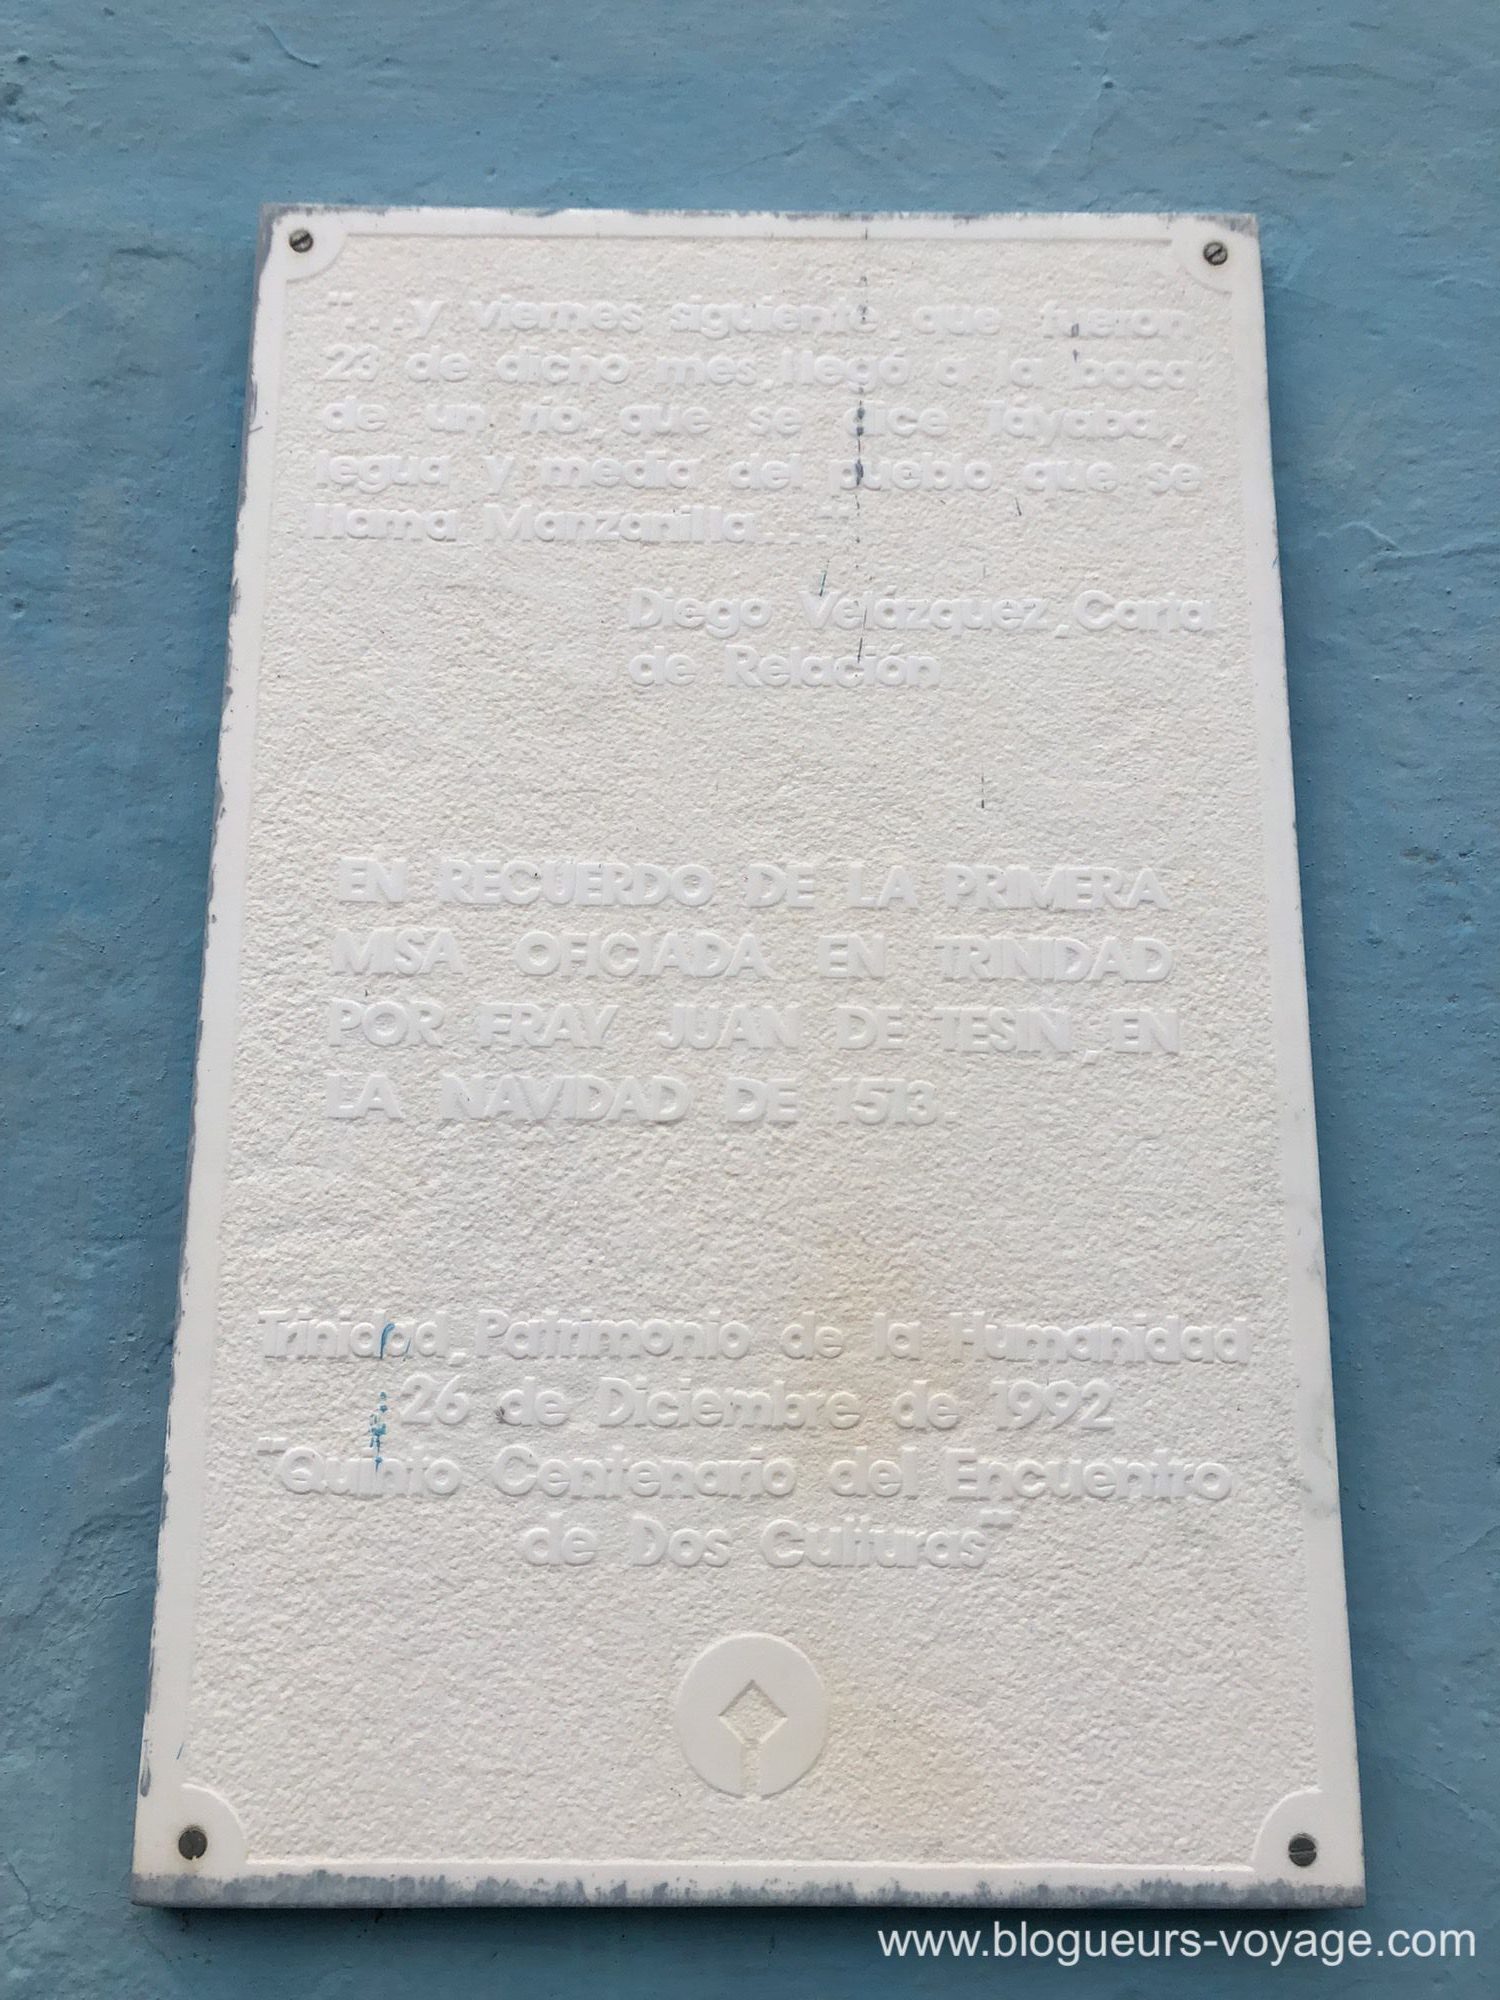 "...y viernes siguiente, que fueron
23 de dicho mes, llegó a la boca
de un río, que se dice Táyaba,
legua y media del pueblo que se
llama Manzanilla...."
Diego Velázquez, Carta
de Relación
EN RECUERDO DE LA PRIMERA
MISA OFICIADA EN TRINIDAD
POR FRAY JUAN DE TESIN, EN
LA NAVIDAD DE 1513.
Trinidad, Patrimonio de la Humanidad
26 de Diciembre de 1992
"Quinto Centenario del Encuentro
de Dos Culturas"
www.blogueurs-voyage.com